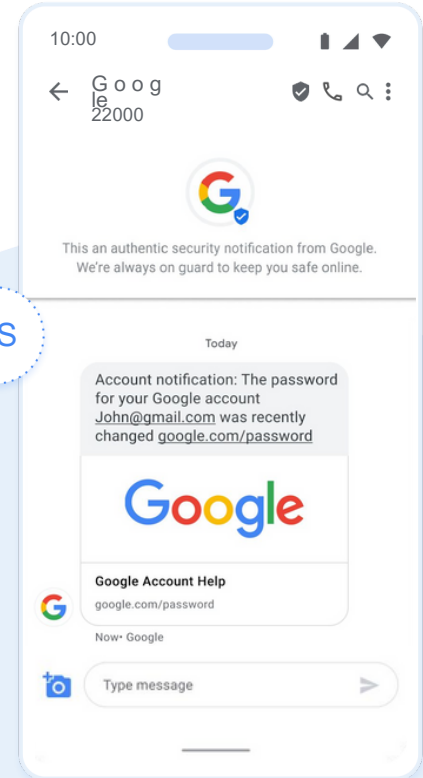 10:00
G o o g
le
22000
This an authentic security notification from Google.
We're always on guard to keep you safe online.
S
Today
Account notification: The password
for your Google account
John@gmail.com was recently
changed google.com/password
Google
Google Account Help
google.com/password
Now• Google
Type message